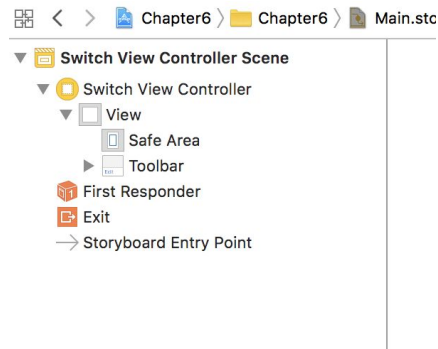 Chapter6 Chapter6 Main.sto
Switch View Controller Scene
Switch View Controller
View
Safe Area
Toolbar
First Responder
Exit
Storyboard Entry Point